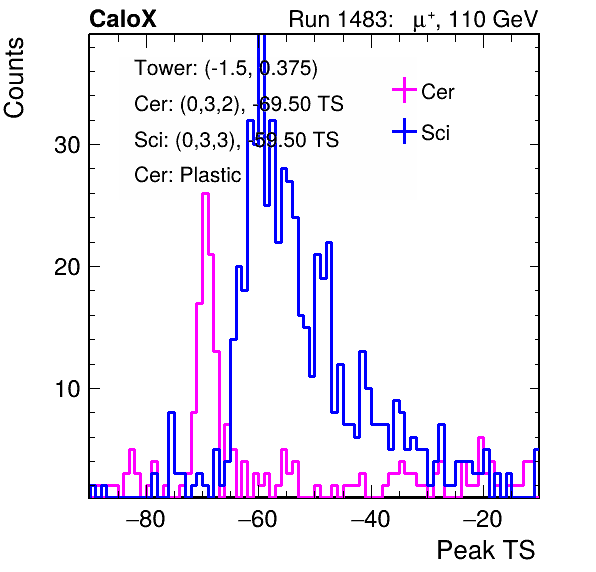 CaloX Run 1483: μ⁺, 110 GeV
Counts
Tower: (-1.5, 0.375)
Cer: (0,3,2), -69.50 TS
Sci: (0,3,3), -59.50 TS
Cer: Plastic
Cer
Sci
30
20
10
−80 −60 −40 −20
Peak TS